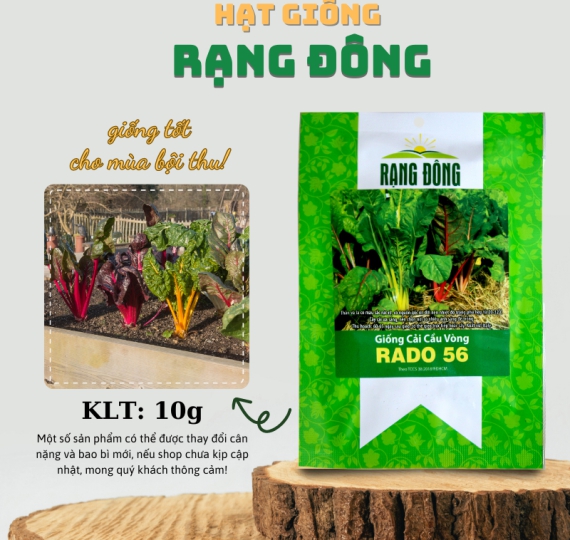 HẠT GIỐNG
RẠNG ĐÔNG
giống tốt
cho mùa bội thu!
RẠNG ĐÔNG
Giống Cải Cầu Vồng
RADO 56
KLT: 10g
Một số sản phẩm có thể được thay đổi cân
nặng và bao bì mới, nếu shop chưa kịp cập
nhật, mong quý khách thông cảm!